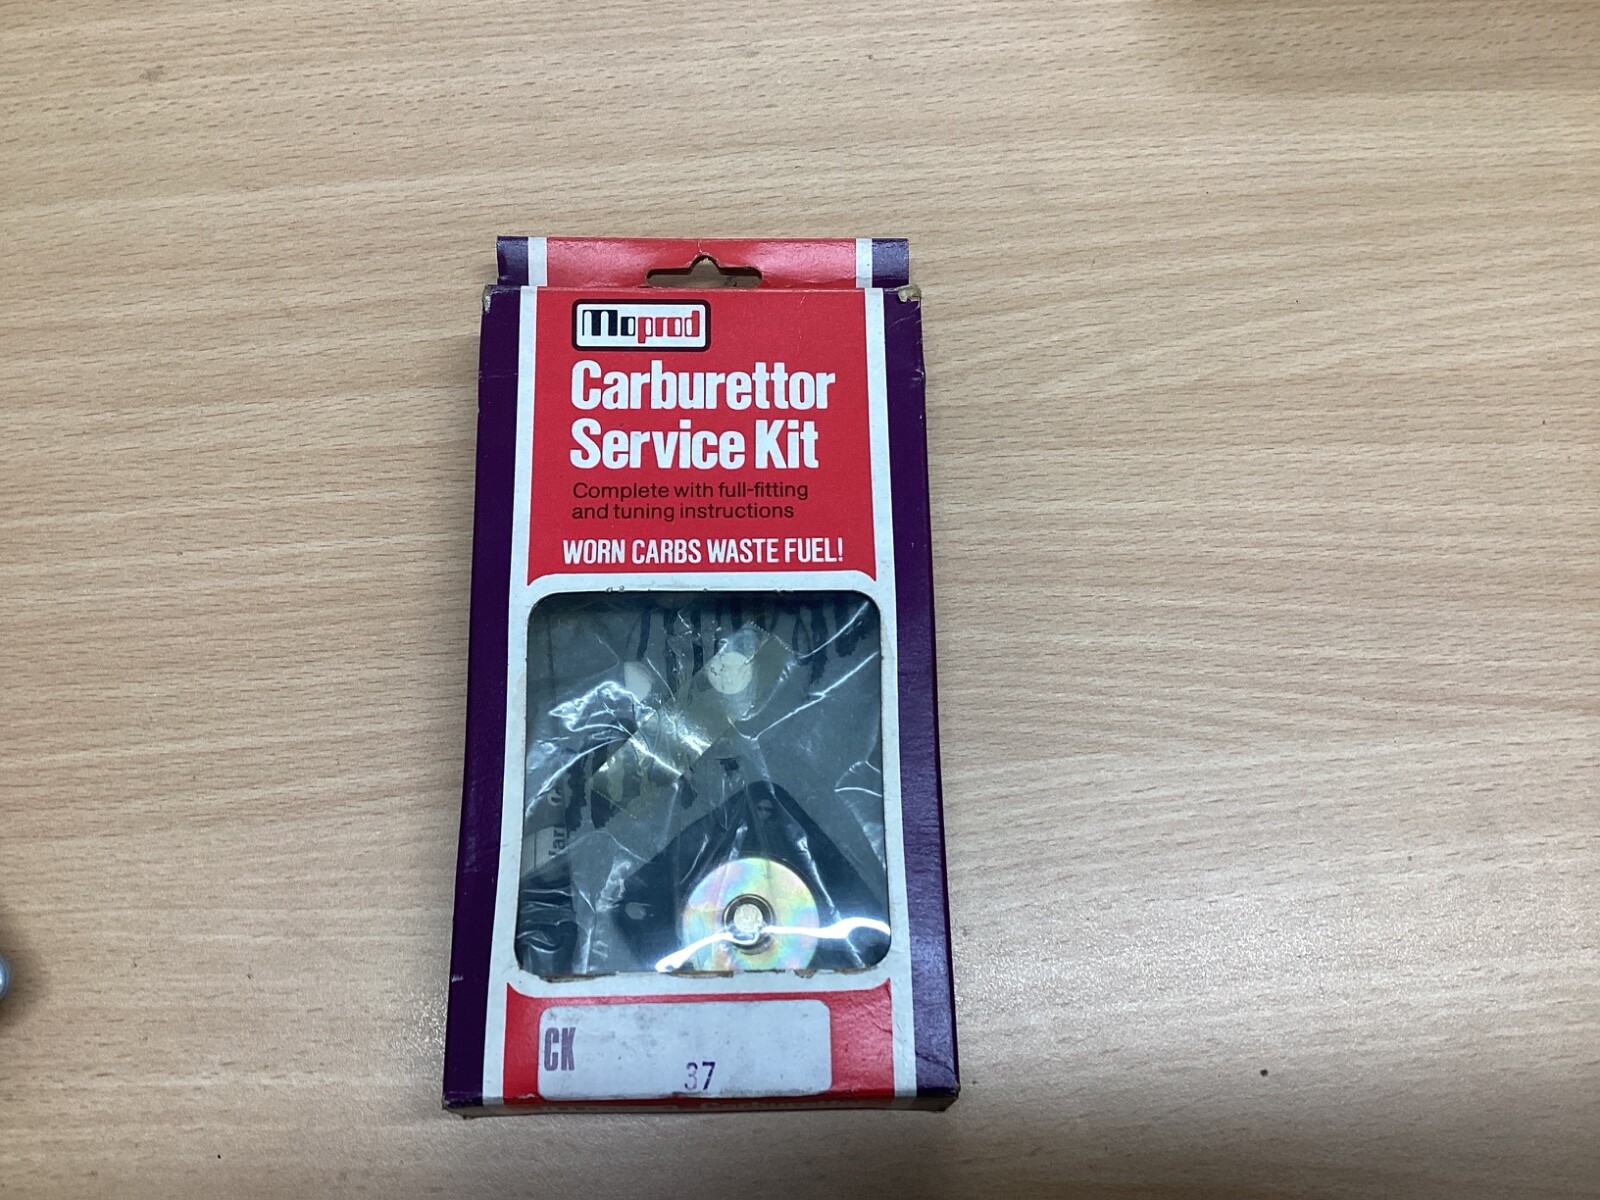 Moprod
Carburettor
Service Kit
Complete with full-fitting
and tuning instructions
WORN CARBS WASTE FUEL!
CK
37